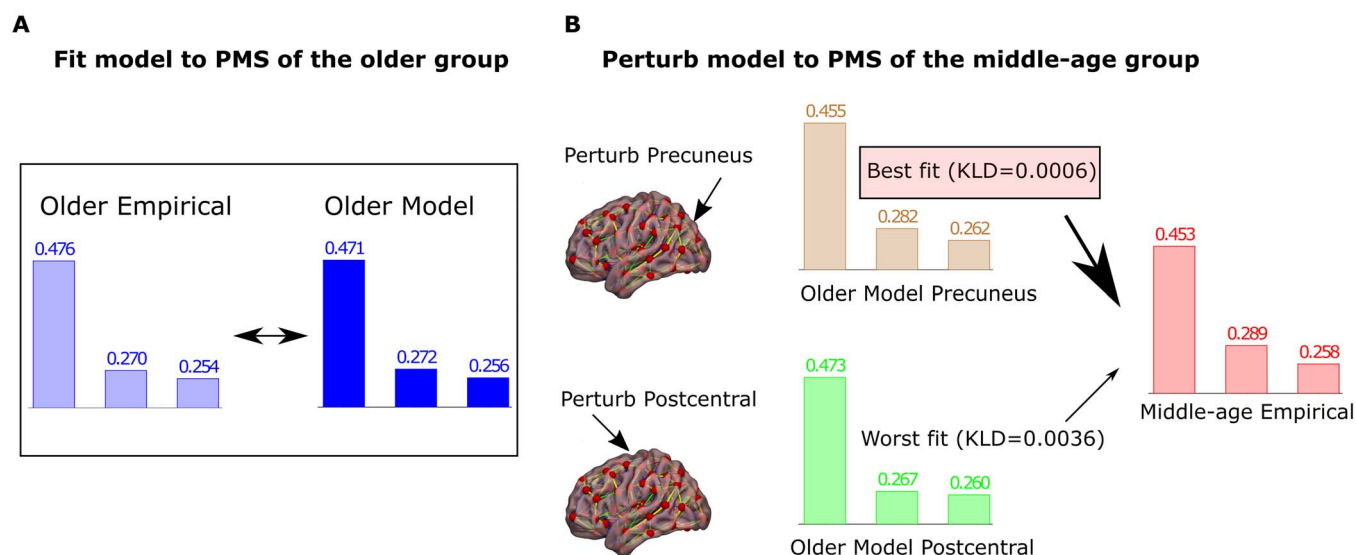 A
Fit model to PMS of the older group
Older Empirical
Older Model
0.476
0.270
0.254
0.471
0.272
0.256
B
Perturb model to PMS of the middle-age group
Perturb Precuneus
0.455
0.282
0.262
Older Model Precuneus
Best fit (KLD=0.0006)
Perturb Postcentral
0.473
0.267
0.260
Older Model Postcentral
Worst fit (KLD=0.0036)
0.453
0.289
0.258
Middle-age Empirical